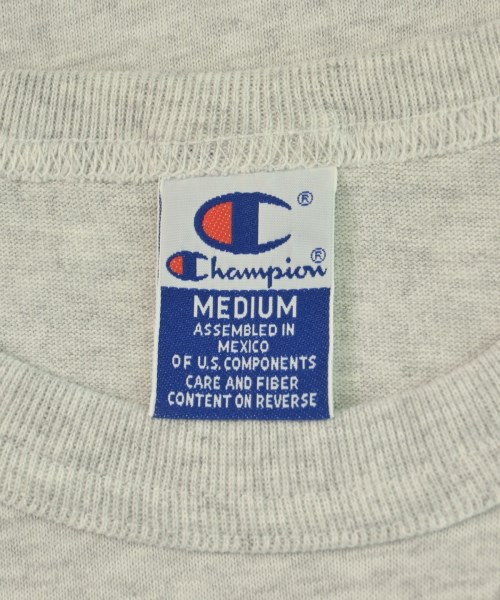 C®
Champion®
MEDIUM
ASSEMBLED IN
MEXICO
OF U.S. COMPONENTS
CARE AND FIBER
CONTENT ON REVERSE